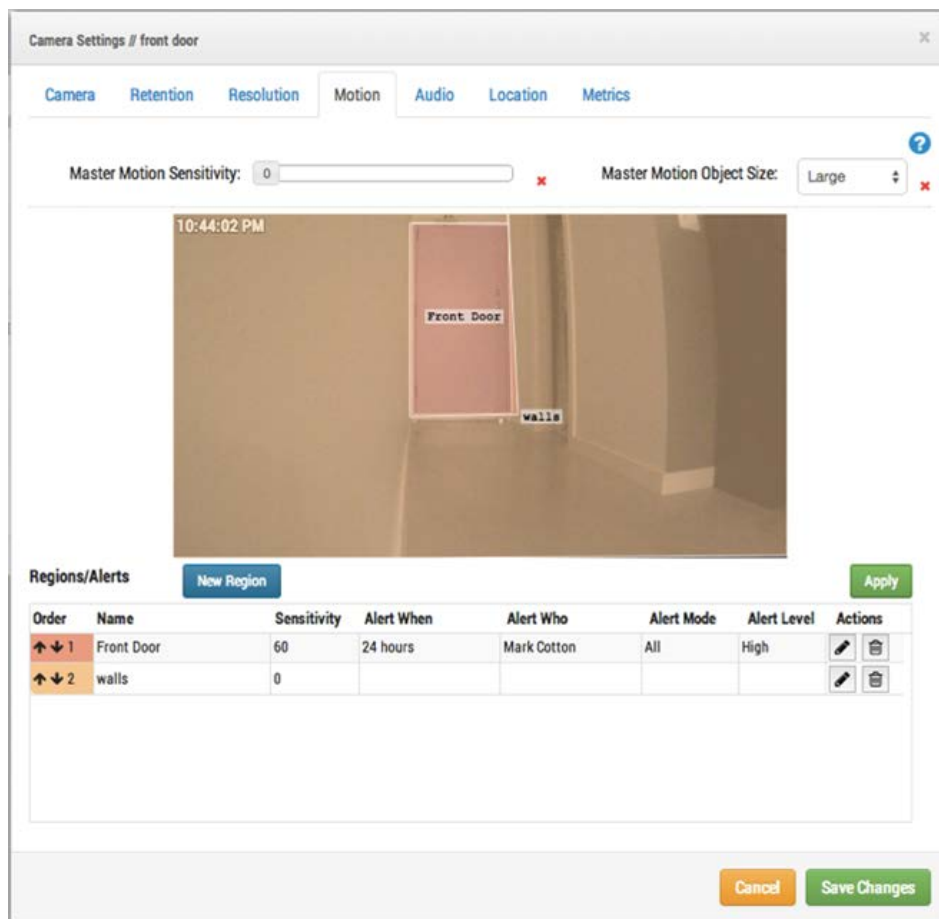 Camera Settings // front door ×
Camera Retention Resolution Motion Audio Location Metrics
?
Master Motion Sensitivity: 0 Master Motion Object Size: Large
10:44:02 PM
Front Door
walls
Regions/Alerts New Region Apply
Order Name Sensitivity Alert When Alert Who Alert Mode Alert Level Actions
1 Front Door 60 24 hours Mark Cotton All High
2 walls 0
Cancel Save Changes